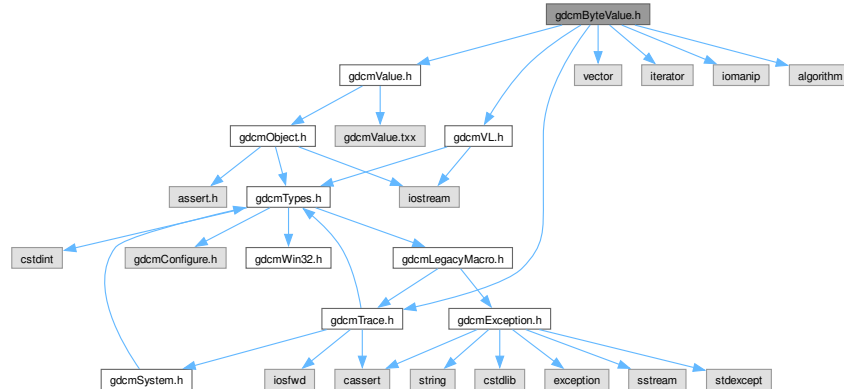 gdcmByteValue.h
gdcmValue.h
vector
iterator
iomanip
algorithm
gdcmObject.h
gdcmValue.txx
gdcmVL.h
assert.h
gdcmTypes.h
iostream
cstdint
gdcmConfigure.h
gdcmWin32.h
gdcmLegacyMacro.h
gdcmTrace.h
gdcmException.h
gdcmSystem.h
iosfwd
cassert
string
cstdlib
exception
sstream
stdexcept